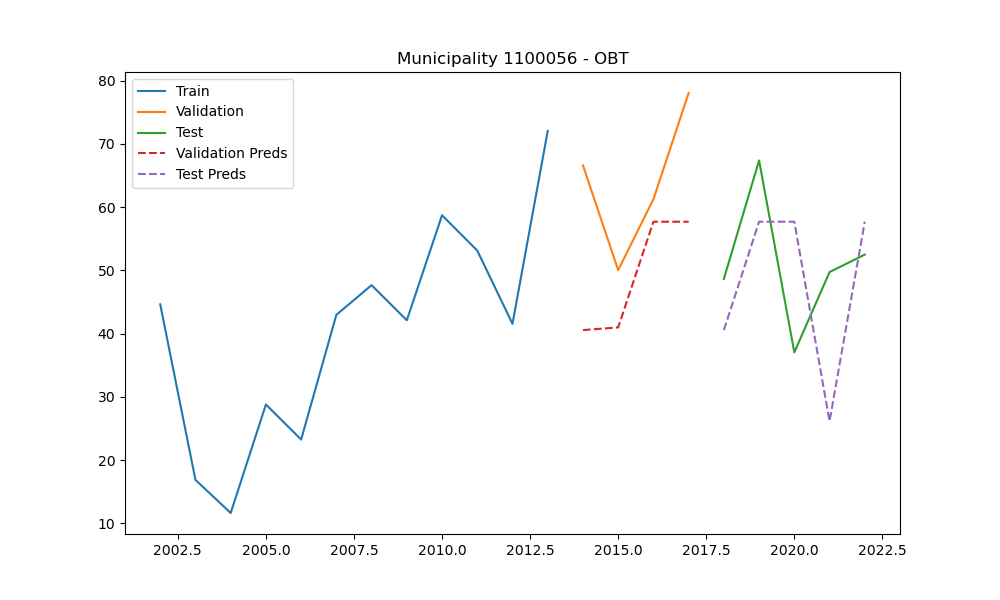 Municipality 1100056 - OBT
Train
Validation
Test
Validation Preds
Test Preds
80
70
60
50
40
30
20
10
2002.5 2005.0 2007.5 2010.0 2012.5 2015.0 2017.5 2020.0 2022.5